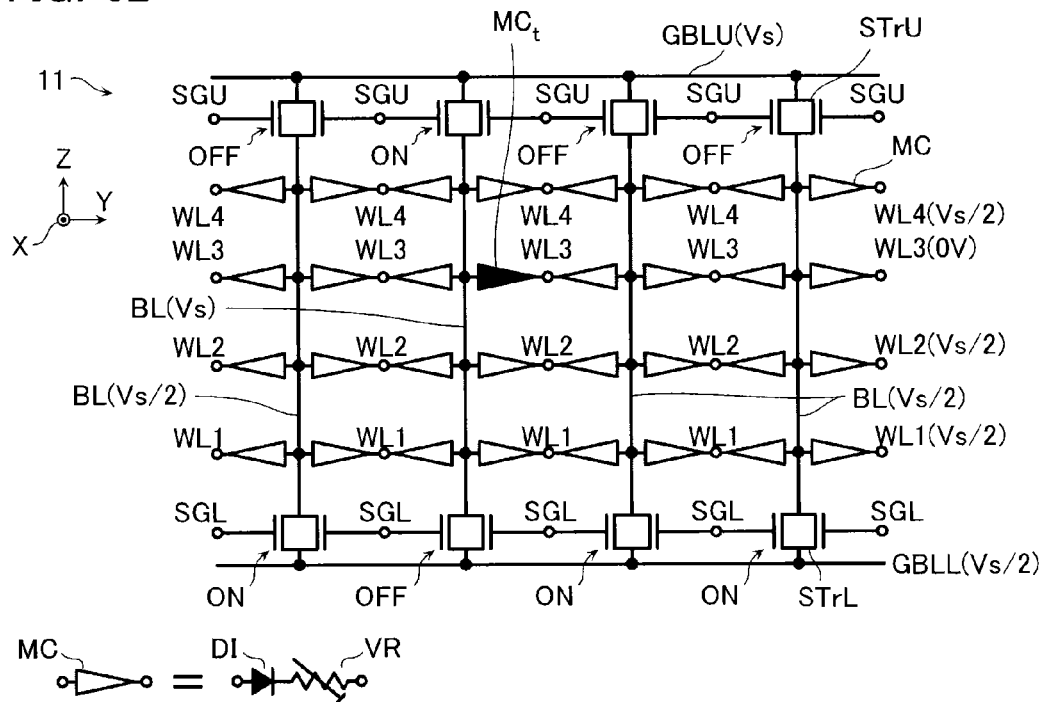 MCt
GBLU(Vs)
STrU
11
SGU SGU SGU SGU SGU
OFF ON OFF OFF
MC
Z
Y
X
WL4 WL4 WL4 WL4 WL4(Vs/2)
WL3 WL3 WL3 WL3 WL3(0V)
BL(Vs)
WL2 WL2 WL2 WL2 WL2(Vs/2)
BL(Vs/2) BL(Vs/2)
WL1 WL1 WL1 WL1 WL1(Vs/2)
SGL SGL SGL SGL SGL
GBLL(Vs/2)
ON OFF ON ON STrL
MC DI VR
=